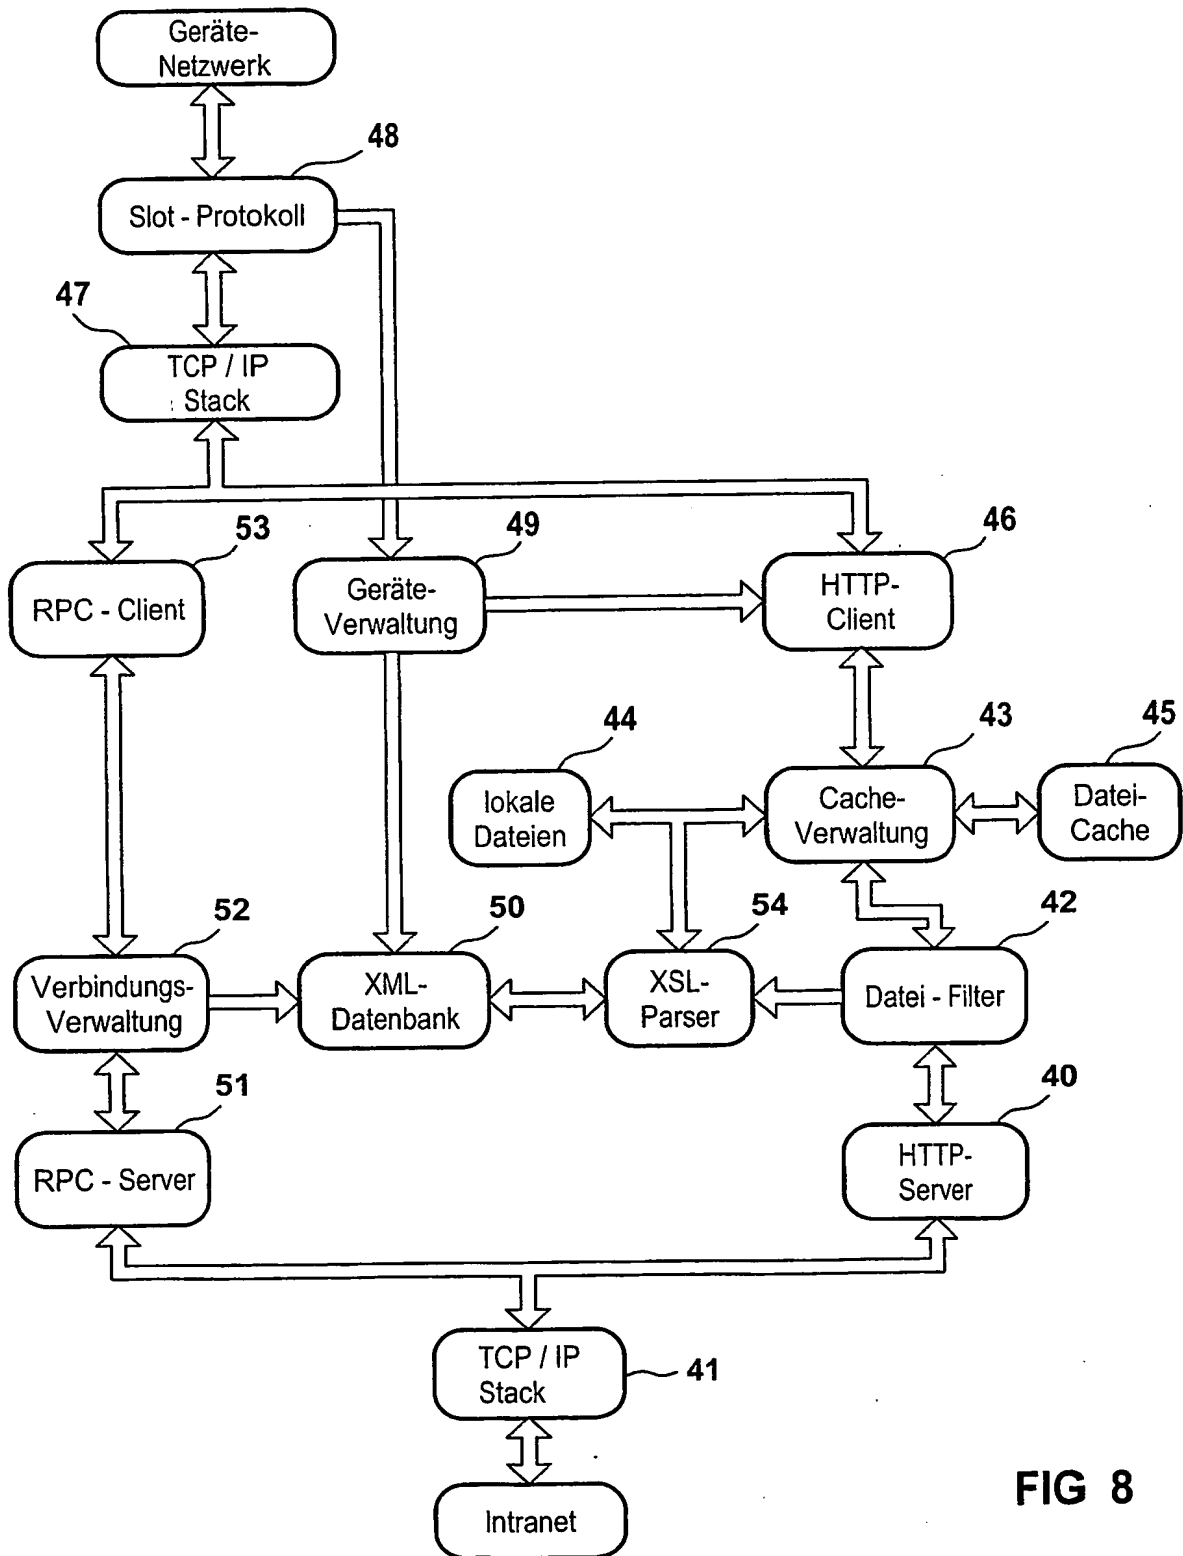 Geräte-
Netzwerk
48
Slot - Protokoll
47
TCP / IP
Stack
53
49
46
RPC - Client
Geräte-
Verwaltung
HTTP-
Client
44
43
45
lokale
Dateien
Cache-
Verwaltung
Datei-
Cache
52
50
54
42
Verbindungs-
Verwaltung
XML-
Datenbank
XSL-
Parser
Datei - Filter
51
40
RPC - Server
HTTP-
Server
TCP / IP
Stack
41
Intranet
FIG 8